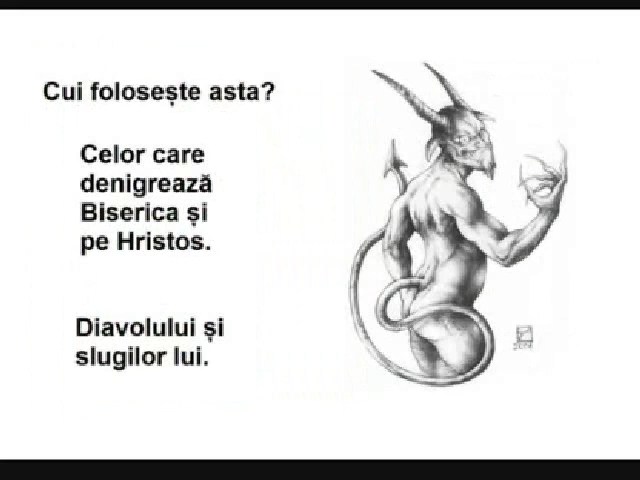 Cui folosește asta?
Celor care
denigrează
Biserica și
pe Hristos.
Diavolului și
slugilor lui.